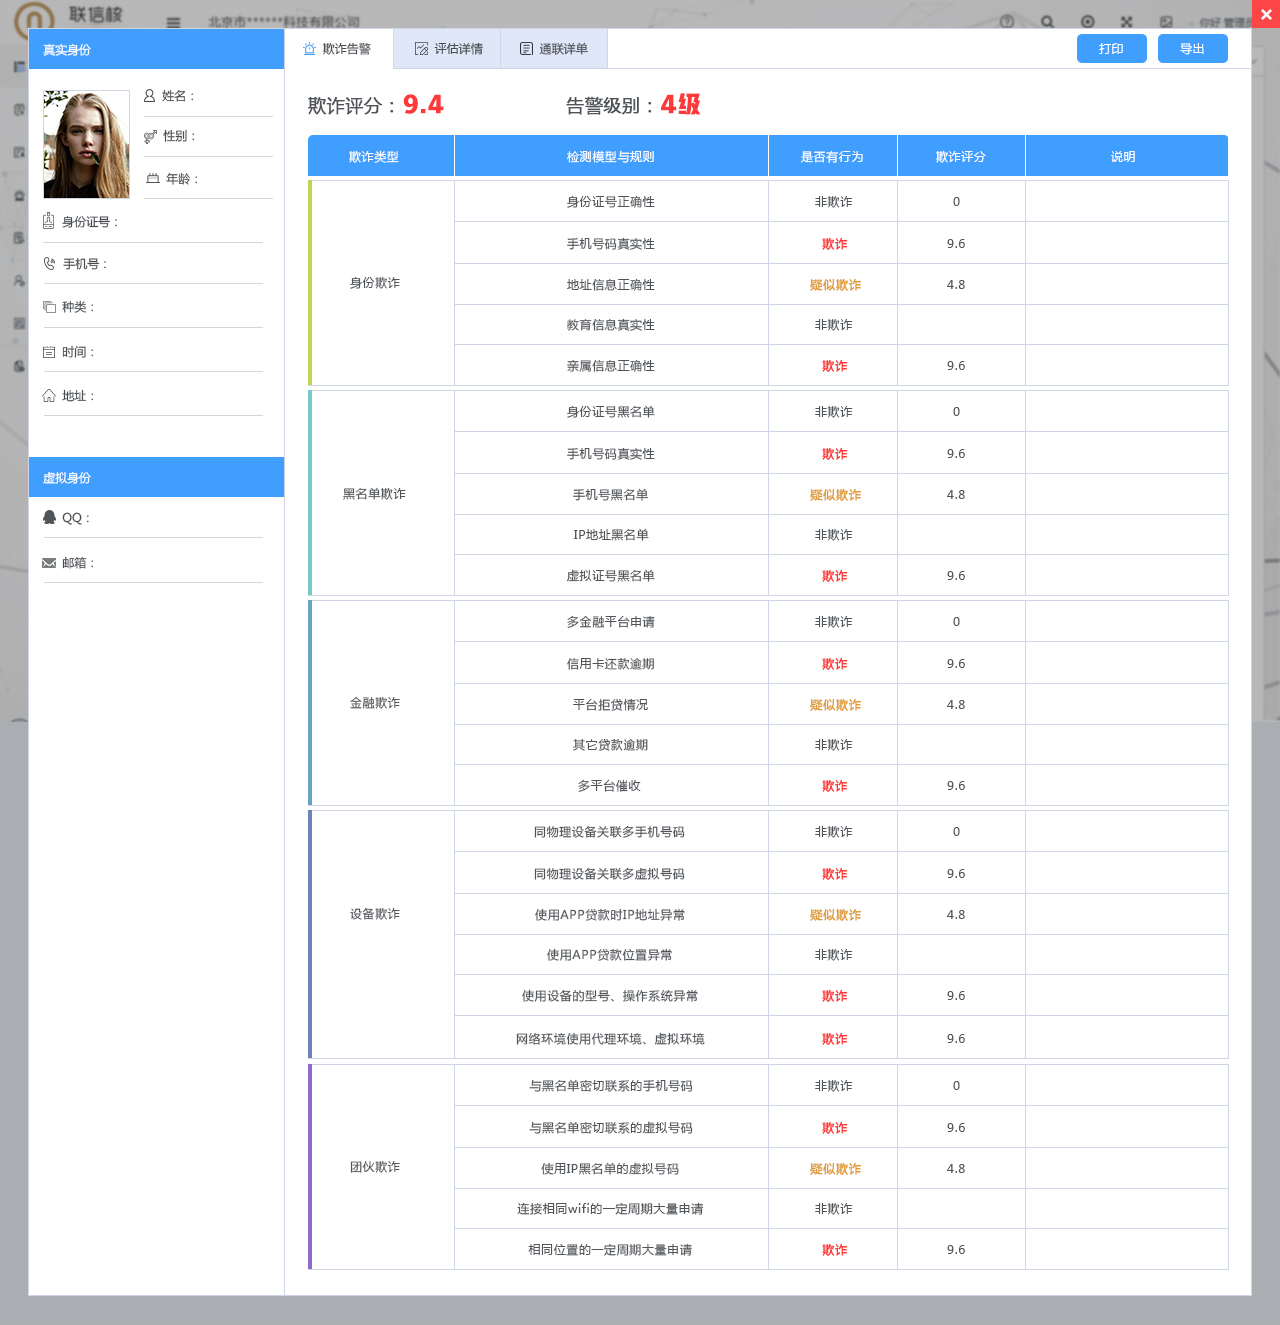 联信核
北京市******科技有限公司
你好 管理员
真实身份
姓名：
性别：
年龄：
身份证号：
手机号：
种类：
时间：
地址：
虚拟身份
QQ：
邮箱：
欺诈告警 评估详情 通联详单 打印 导出
欺诈评分：9.4 告警级别：4级
欺诈类型 检测模型与规则 是否有行为 欺诈评分 说明
身份欺诈
身份证号正确性 非欺诈 0
手机号码真实性 欺诈 9.6
地址信息正确性 疑似欺诈 4.8
教育信息真实性 非欺诈
亲属信息正确性 欺诈 9.6
黑名单欺诈
身份证号黑名单 非欺诈 0
手机号码真实性 欺诈 9.6
手机号黑名单 疑似欺诈 4.8
IP地址黑名单 非欺诈
虚拟证号黑名单 欺诈 9.6
金融欺诈
多金融平台申请 非欺诈 0
信用卡还款逾期 欺诈 9.6
平台拒贷情况 疑似欺诈 4.8
其它贷款逾期 非欺诈
多平台催收 欺诈 9.6
设备欺诈
同物理设备关联多手机号码 非欺诈 0
同物理设备关联多虚拟号码 欺诈 9.6
使用APP贷款时IP地址异常 疑似欺诈 4.8
使用APP贷款位置异常 非欺诈
使用设备的型号、操作系统异常 欺诈 9.6
网络环境使用代理环境、虚拟环境 欺诈 9.6
团伙欺诈
与黑名单密切联系的手机号码 非欺诈 0
与黑名单密切联系的虚拟号码 欺诈 9.6
使用IP黑名单的虚拟号码 疑似欺诈 4.8
连接相同wifi的一定周期大量申请 非欺诈
相同位置的一定周期大量申请 欺诈 9.6